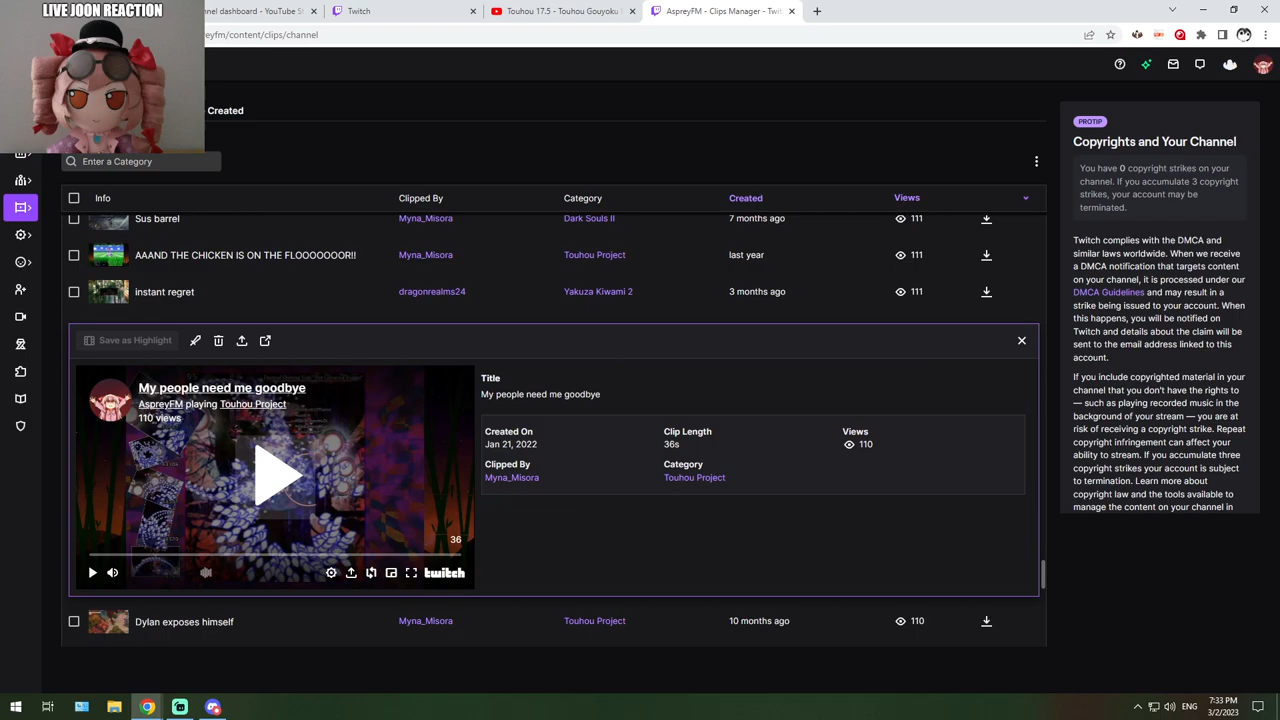 LIVE JOON REACTION
nnel dashboard - YouTube St
Twitch
Touhou 17.5 - Touhou Gouyoku
AspreyFM - Clips Manager - Twit
eyfm/content/clips/channel
Created
Enter a Category
Info Clipped By Category Created Views
Sus barrel Myna_Misora Dark Souls II 7 months ago 111
AAAND THE CHICKEN IS ON THE FLOOOOOOOR!! Myna_Misora Touhou Project last year 111
instant regret dragonrealms24 Yakuza Kiwami 2 3 months ago 111
Save as Highlight
My people need me goodbye
AspreyFM playing Touhou Project
110 views
36
twitch
Title
My people need me goodbye
Created On Clip Length Views
Jan 21, 2022 36s 110
Clipped By Category
Myna_Misora Touhou Project
Dylan exposes himself Myna_Misora Touhou Project 10 months ago 110
PROTIP
Copyrights and Your Channel
You have 0 copyright strikes on
your channel. If you accumulate 3 copyright
strikes, your account may be
terminated.
Twitch complies with the DMCA and
similar laws worldwide. When we receive
a DMCA notification that targets content
on your channel, it is processed under our
DMCA Guidelines and may result in a
strike being issued to your account. When
this happens, you will be notified on
Twitch and details about the claim will be
sent to the email address linked to this
account.
If you include copyrighted material in your
channel that you don't have the rights to
— such as playing recorded music in the
background of your stream — you are at
risk of receiving a copyright strike. Repeat
copyright infringement can affect your
ability to stream. If you accumulate three
copyright strikes your account is subject
to termination. Learn more about
copyright law and the tools available to
manage the content on your channel in
ENG
7:33 PM
3/2/2023